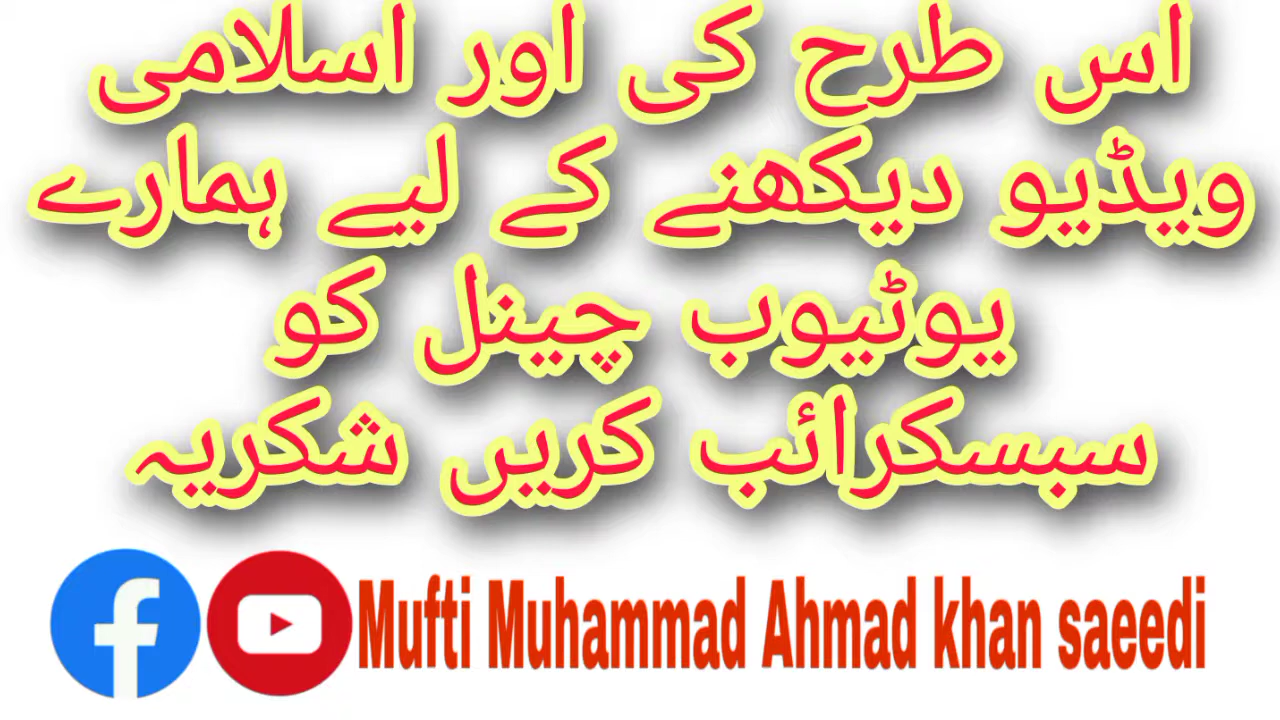 اس طرح کی اور اسلامی
ویڈیو دیکھنے کے لیے ہمارے
یوٹیوب چینل کو
سبسکرائب کریں شکریہ
Mufti Muhammad Ahmad khan saeedi